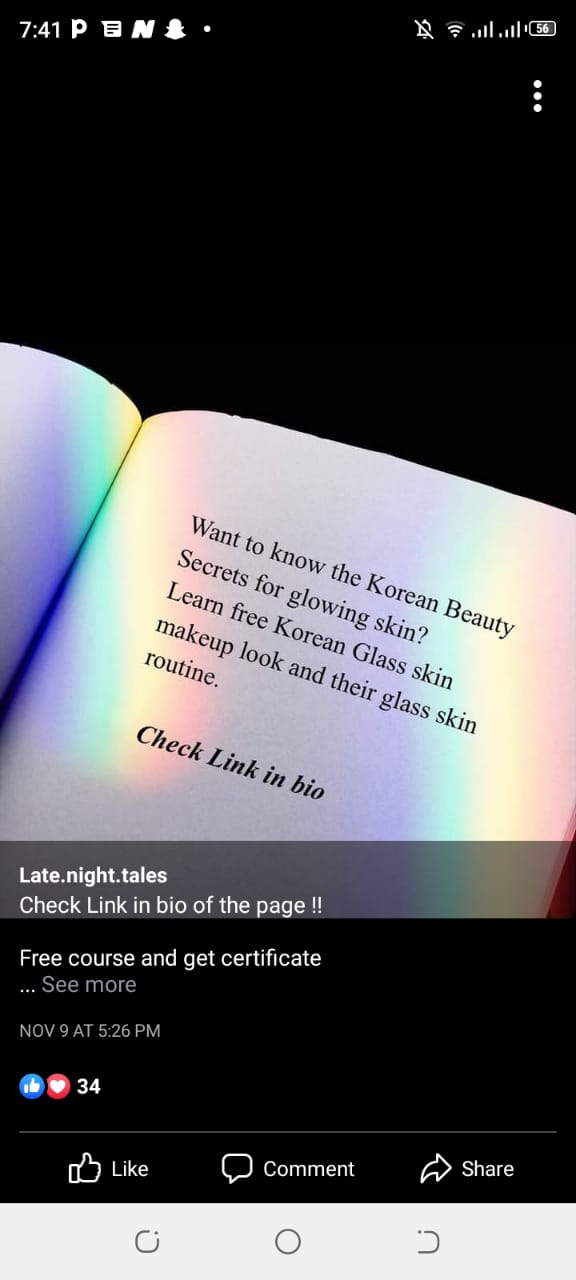 7:41
56
Want to know the Korean Beauty
Secrets for glowing skin?
Learn free Korean Glass skin
makeup look and their glass skin
routine.
Check Link in bio
Late.night.tales
Check Link in bio of the page !!
Free course and get certificate
... See more
NOV 9 AT 5:26 PM
34
Like Comment Share